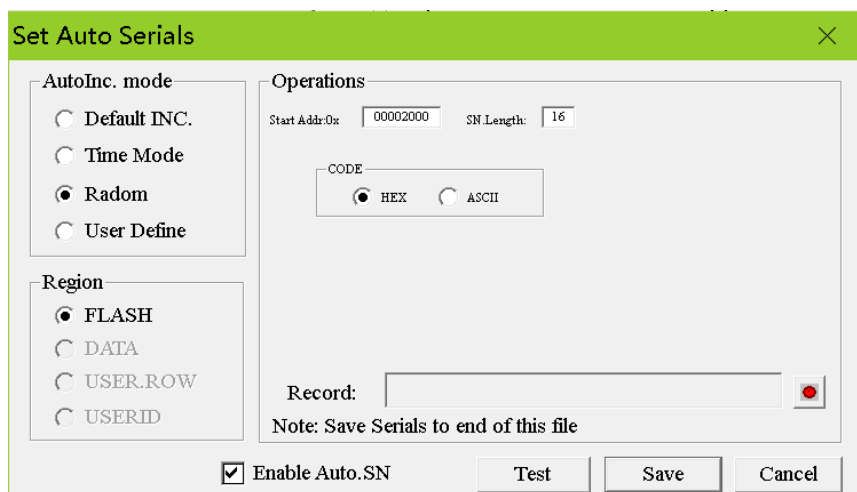 Set Auto Serials
AutoInc. mode
Default INC.
Time Mode
Radom
User Define
Region
FLASH
DATA
USER.ROW
USERID
Operations
Start Addr:0x 00002000 SN.Length: 16
CODE
HEX ASCII
Record:
Note: Save Serials to end of this file
Enable Auto.SN Test Save Cancel